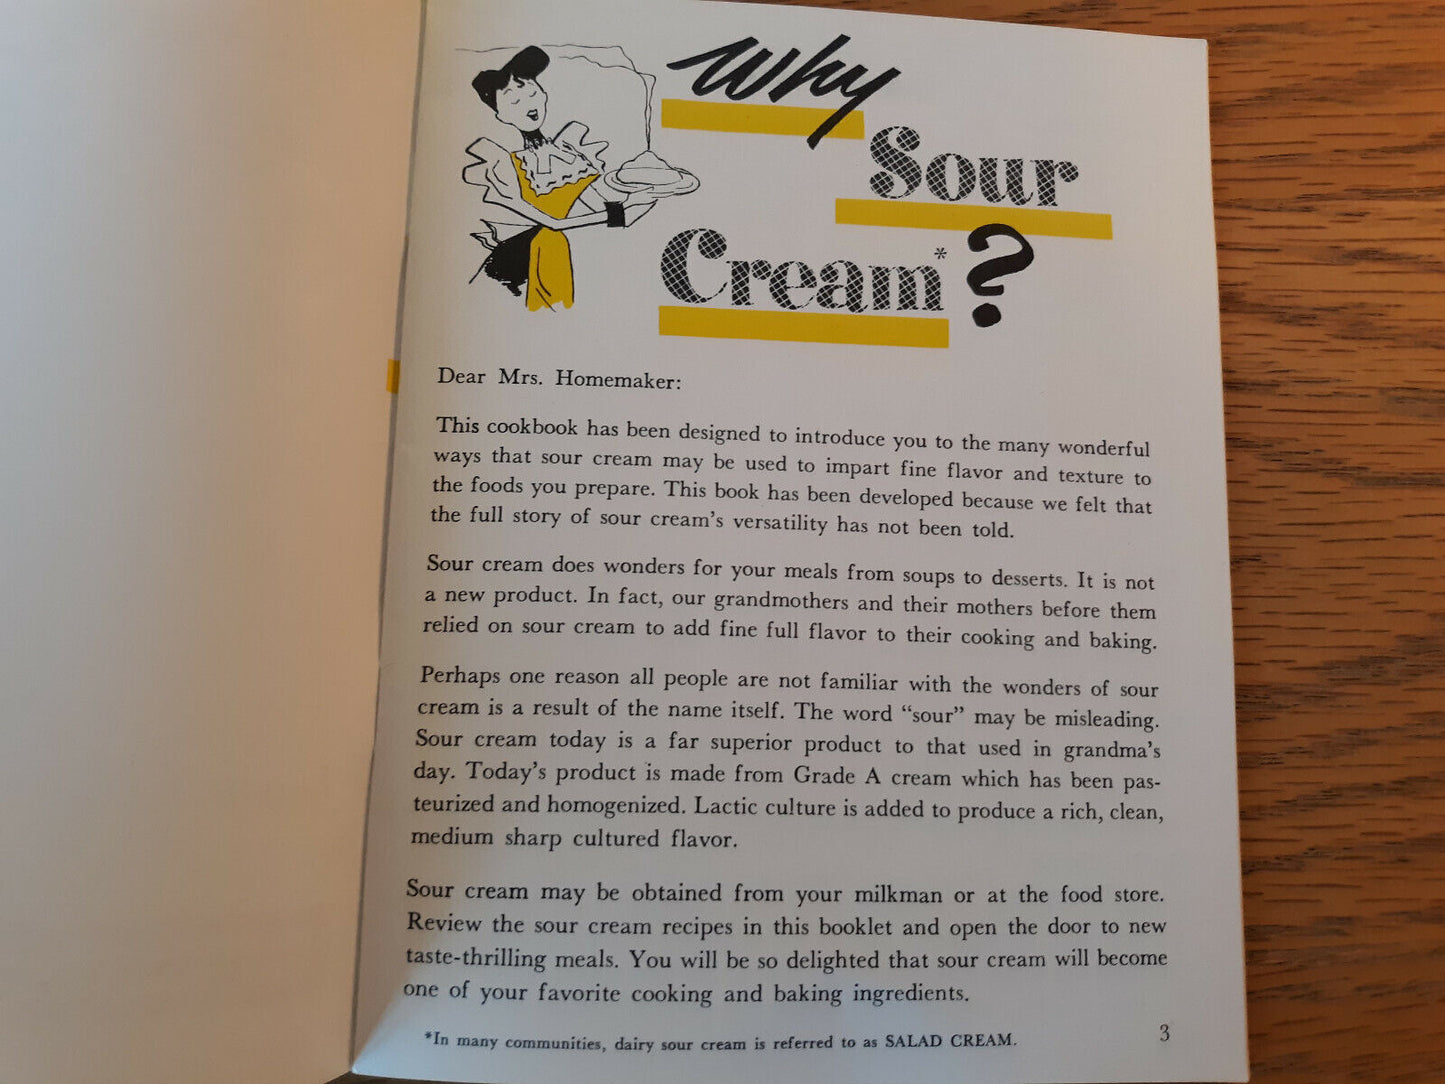 Why
Sour
Cream*?
Dear Mrs. Homemaker:
This cookbook has been designed to introduce you to the many wonderful
ways that sour cream may be used to impart fine flavor and texture to
the foods you prepare. This book has been developed because we felt that
the full story of sour cream's versatility has not been told.
Sour cream does wonders for your meals from soups to desserts. It is not
a new product. In fact, our grandmothers and their mothers before them
relied on sour cream to add fine full flavor to their cooking and baking.
Perhaps one reason all people are not familiar with the wonders of sour
cream is a result of the name itself. The word “sour” may be misleading.
Sour cream today is a far superior product to that used in grandma's
day. Today's product is made from Grade A cream which has been pas-
teurized and homogenized. Lactic culture is added to produce a rich, clean,
medium sharp cultured flavor.
Sour cream may be obtained from your milkman or at the food store.
Review the sour cream recipes in this booklet and open the door to new
taste-thrilling meals. You will be so delighted that sour cream will become
one of your favorite cooking and baking ingredients.
*In many communities, dairy sour cream is referred to as SALAD CREAM.
3